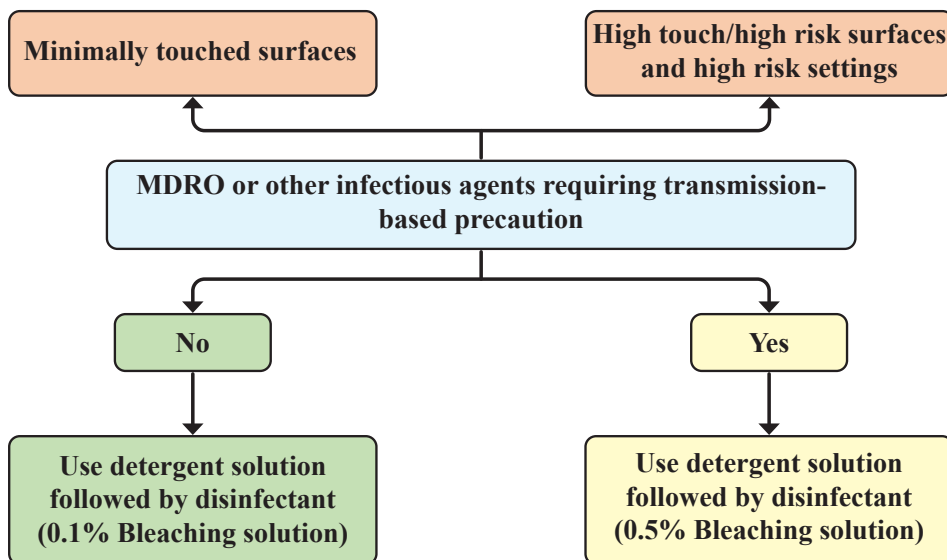 Minimally touched surfaces
High touch/high risk surfaces
and high risk settings
MDRO or other infectious agents requiring transmission-
based precaution
No
Yes
Use detergent solution
followed by disinfectant
(0.1% Bleaching solution)
Use detergent solution
followed by disinfectant
(0.5% Bleaching solution)